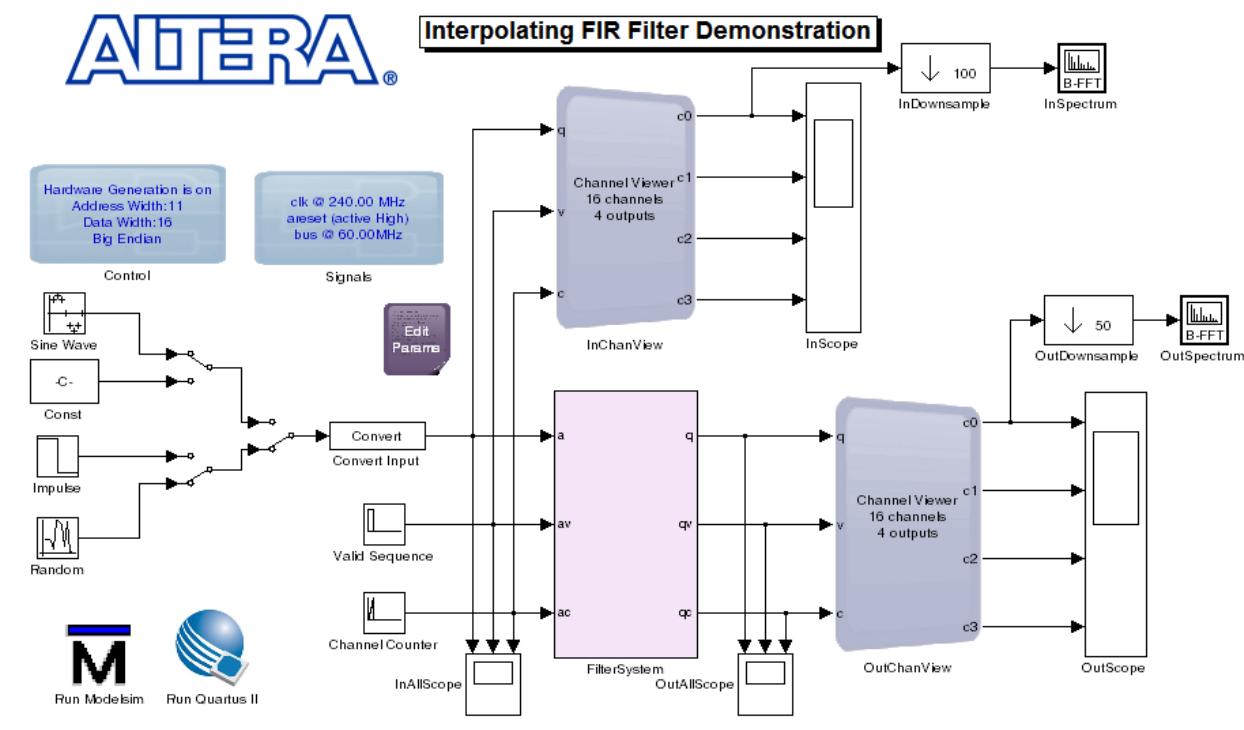 ALTERA®
Interpolating FIR Filter Demonstration
100
InDownsample
B-FFT
InSpectrum
q
v
c
Channel Viewer
16 channels
4 outputs
c0
c1
c2
c3
InChanView
InScope
Hardware Generation is on
Address Width:11
Data Width:16
Big Endian
Control
clk @ 240.00 MHz
areset (active High)
bus @ 60.00MHz
Signals
Edit
Params
Sine Wave
-C-
Const
Impulse
Random
Convert
Convert Input
Valid Sequence
Channel Counter
InAllScope
a
av
ac
q
qv
qc
FilterSystem
OutAllScope
q
v
c
Channel Viewer
16 channels
4 outputs
c0
c1
c2
c3
OutChanView
50
OutDownsample
B-FFT
OutSpectrum
OutScope
M
Run Modelsim
Run Quartus II